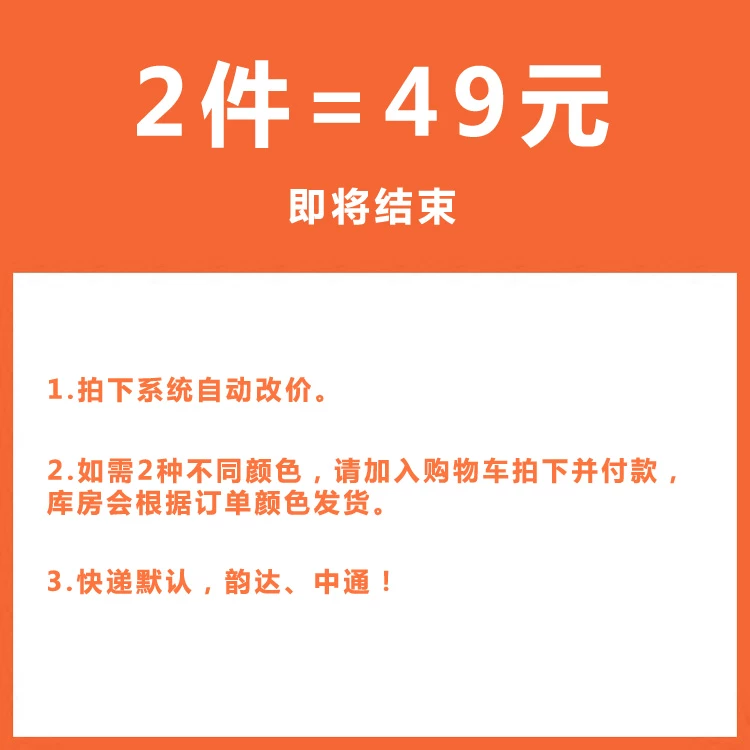 2件=49元
即将结束
1.拍下系统自动改价。
2.如需2种不同颜色，请加入购物车拍下并付款，
库房会根据订单颜色发货。
3.快递默认，韵达、中通！